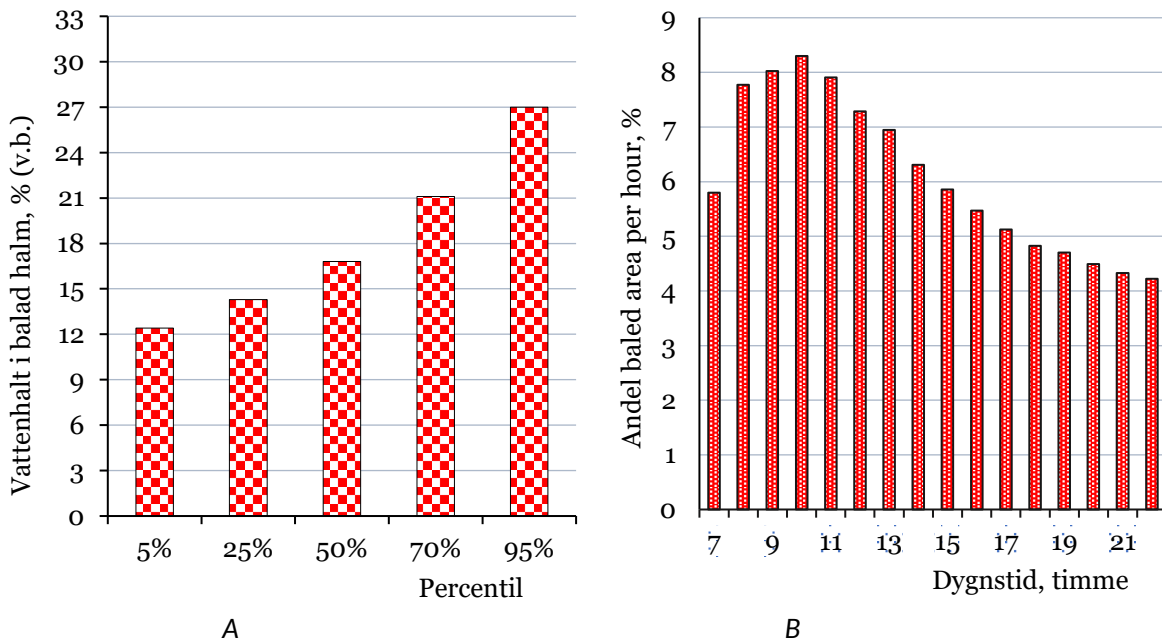 Vattenhalt i balad halm, % (v.b.)
33
30
27
24
21
18
15
12
9
6
3
0
5% 25% 50% 70% 95%
Percentil
A
Andel baled area per hour, %
9
8
7
6
5
4
3
2
1
0
7 9 11 13 15 17 19 21
Dygnstid, timme
B